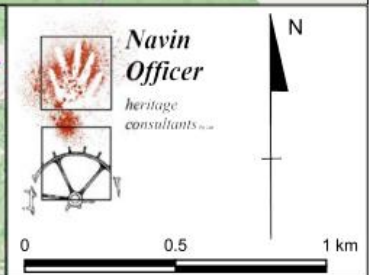 Navin
Officer
heritage
consultants
N
0 0.5 1 km